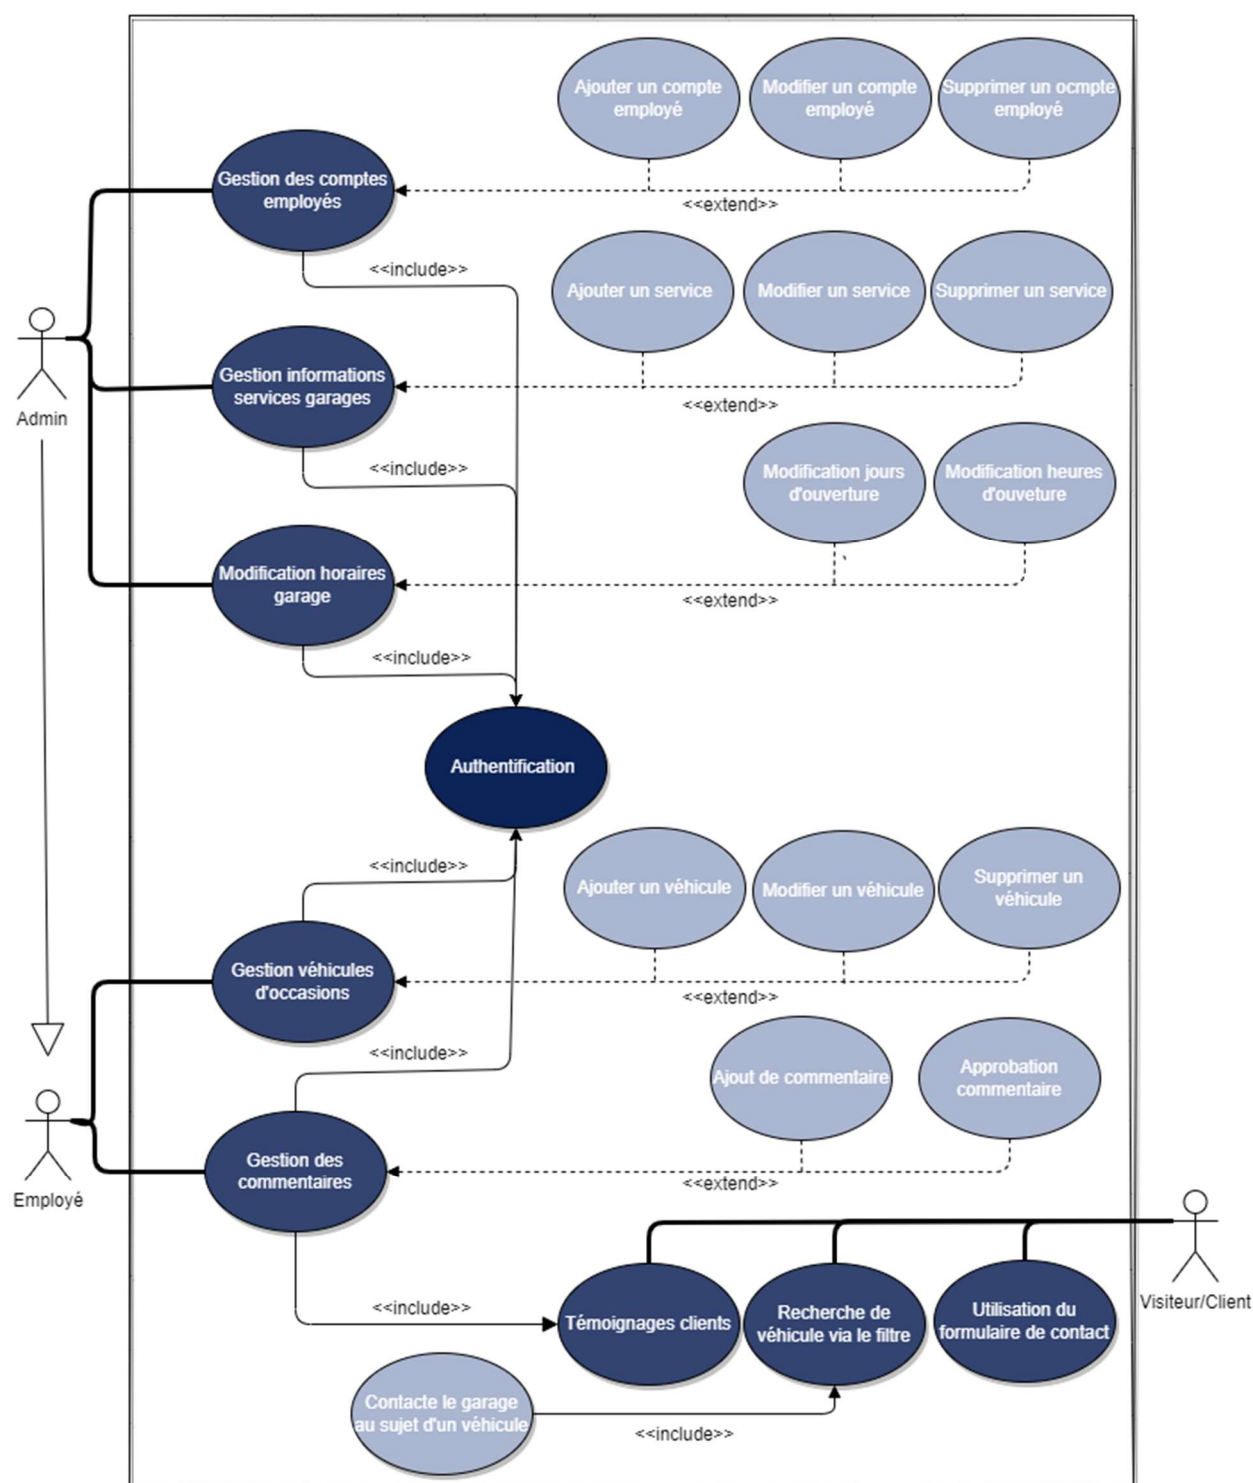 Ajouter un compte
employé
Modifier un compte
employé
Supprimer un ocmpte
employé
Gestion des comptes
employés
<<extend>>
<<include>>
Ajouter un service
Modifier un service
Supprimer un service
Admin
Gestion informations
services garages
<<extend>>
<<include>>
Modification jours
d'ouverture
Modification heures
d'ouveture
Modification horaires
garage
<<extend>>
<<include>>
Authentification
<<include>>
Ajouter un véhicule
Modifier un véhicule
Supprimer un
véhicule
Gestion véhicules
d'occasions
<<extend>>
<<include>>
Ajout de commentaire
Approbation
commentaire
Employé
Gestion des
commentaires
<<extend>>
<<include>>
Témoignages clients
Recherche de
véhicule via le filtre
Utilisation du
formulaire de contact
Visiteur/Client
Contacte le garage
au sujet d'un véhicule
<<include>>